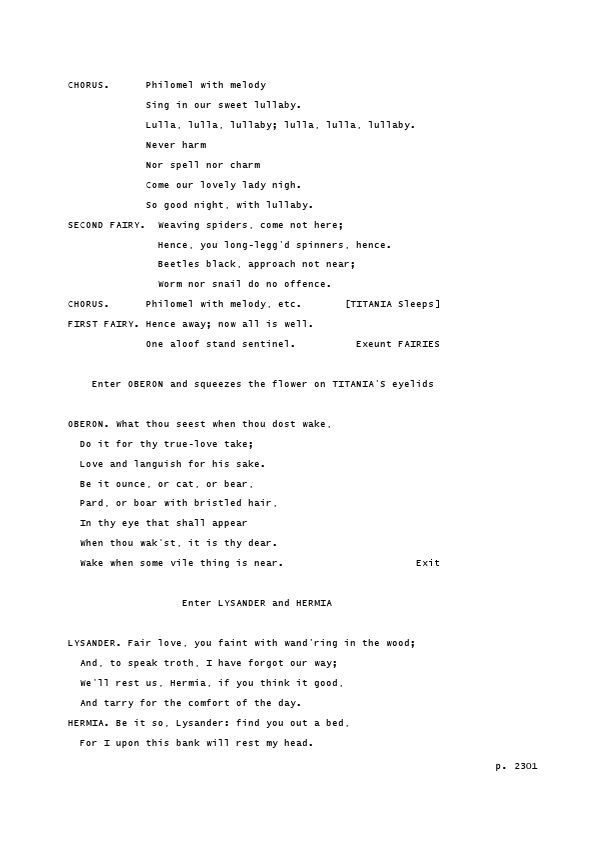 CHORUS. Philomel with melody
Sing in our sweet lullaby.
Lulla, lulla, lullaby; lulla, lulla, lullaby.
Never harm
Nor spell nor charm
Come our lovely lady nigh.
So good night, with lullaby.
SECOND FAIRY. Weaving spiders, come not here;
Hence, you long-legg'd spinners, hence.
Beetles black, approach not near;
Worm nor snail do no offence.
CHORUS. Philomel with melody, etc. [TITANIA Sleeps]
FIRST FAIRY. Hence away; now all is well.
One aloof stand sentinel. Exeunt FAIRIES
Enter OBERON and squeezes the flower on TITANIA'S eyelids
OBERON. What thou seest when thou dost wake,
Do it for thy true-love take;
Love and languish for his sake.
Be it ounce, or cat, or bear,
Pard, or boar with bristled hair,
In thy eye that shall appear
When thou wak'st, it is thy dear.
Wake when some vile thing is near. Exit
Enter LYSANDER and HERMIA
LYSANDER. Fair love, you faint with wand'ring in the wood;
And, to speak troth, I have forgot our way;
We'll rest us, Hermia, if you think it good,
And tarry for the comfort of the day.
HERMIA. Be it so, Lysander: find you out a bed,
For I upon this bank will rest my head.
p. 2301